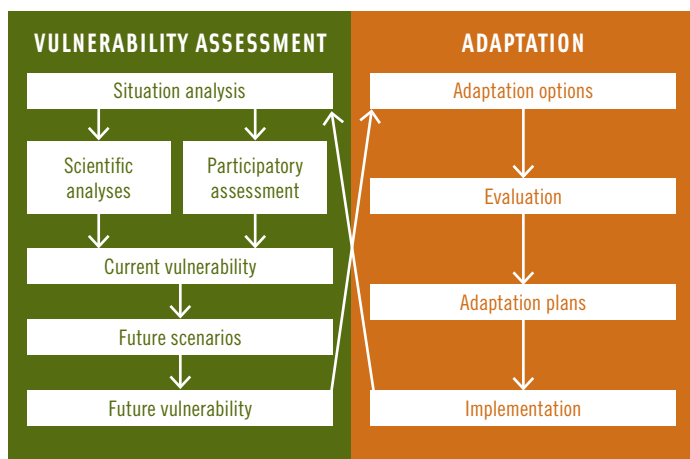 VULNERABILITY ASSESSMENT
Situation analysis
Scientific
analyses
Participatory
assessment
Current vulnerability
Future scenarios
Future vulnerability
ADAPTATION
Adaptation options
Evaluation
Adaptation plans
Implementation